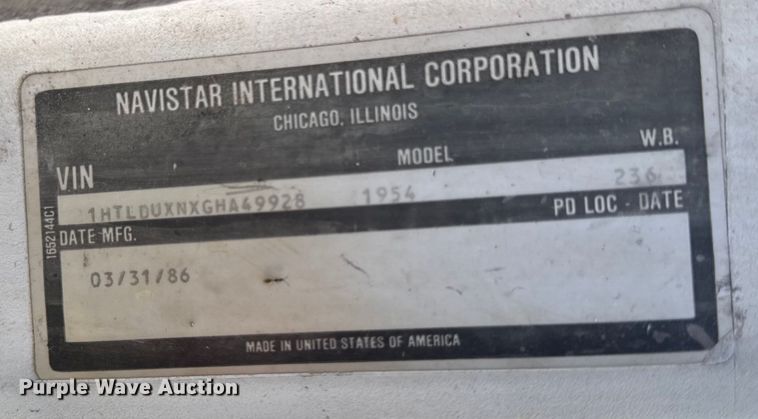 NAVISTAR INTERNATIONAL CORPORATION
CHICAGO, ILLINOIS
VIN MODEL W.B.
1HTLDUXNXGHA49928 1954 236
DATE MFG. PD LOC - DATE
03/31/86
1652144C1
MADE IN UNITED STATES OF AMERICA
Purple Wave Auction